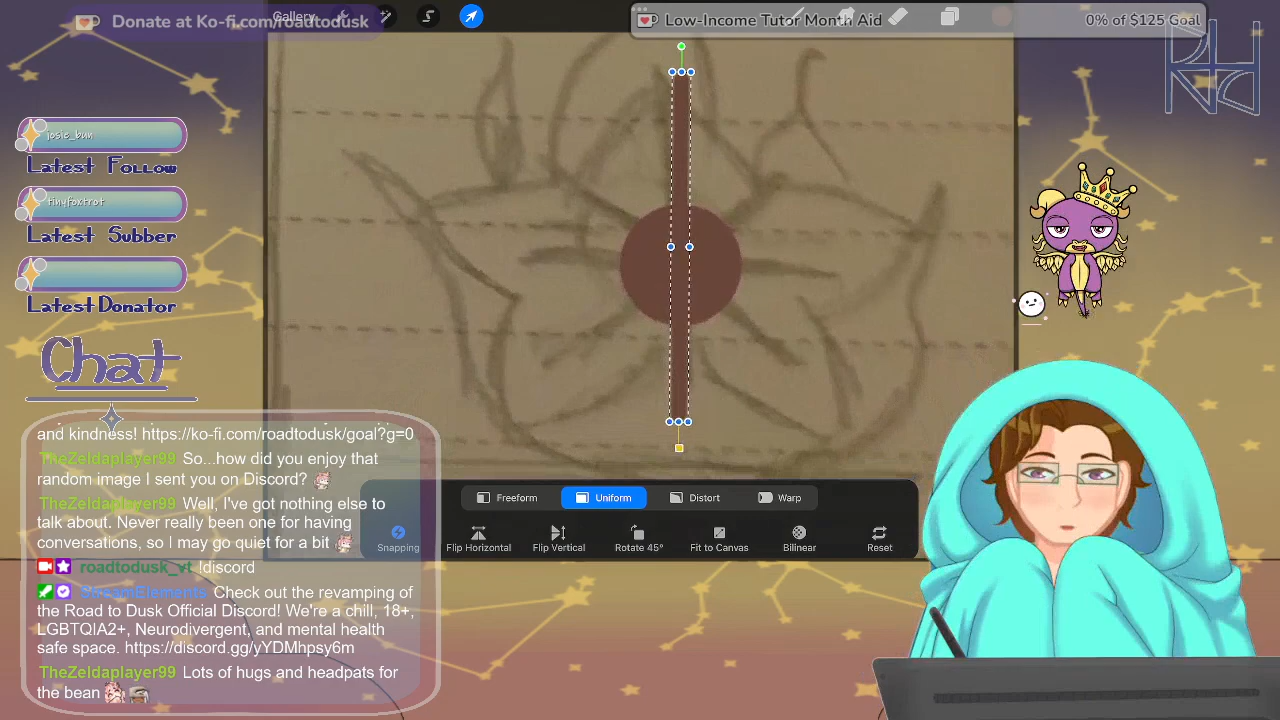 Donate at Ko-fi.com/roadtodusk
Gallery
Low-Income Tutor Month Aid
0% of $125 Goal
josie_bun
Latest Follow
tinyfoxtrot
Latest Subber
Latest Donator
Chat
and kindness! https://ko-fi.com/roadtodusk/goal?g=0
TheZeldaplayer99 So...how did you enjoy that
random image I sent you on Discord?
TheZeldaplayer99 Well, I've got nothing else to
talk about. Never really been one for having
conversations, so I may go quiet for a bit
roadtodusk_vt !discord
StreamElements Check out the revamping of
the Road to Dusk Official Discord! We're a chill, 18+,
LGBTQIA2+, Neurodivergent, and mental health
safe space. https://discord.gg/yYDMhpsy6m
TheZeldaplayer99 Lots of hugs and headpats for
the bean
Freeform
Uniform
Distort
Warp
Snapping
Flip Horizontal
Flip Vertical
Rotate 45°
Fit to Canvas
Bilinear
Reset